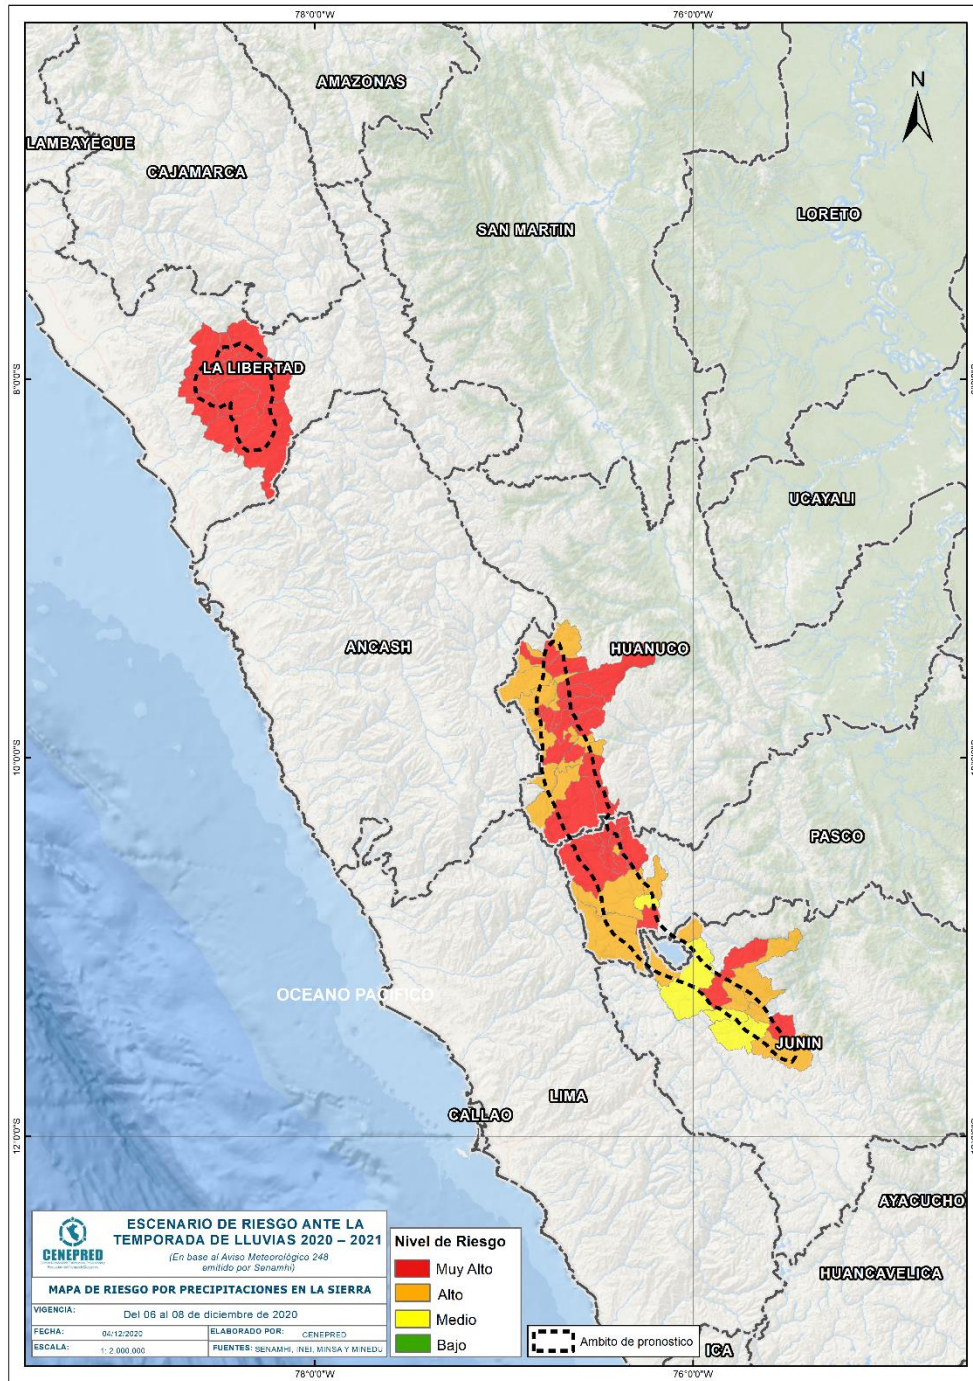 78°0'0"W
76°0'0"W
AMAZONAS
N
LAMBAYEQUE
CAJAMARCA
LORETO
SAN MARTIN
LA LIBERTAD
8°0'0"S
UCAYALI
ANCASH
HUANUCO
10°0'0"S
PASCO
OCEANO PACIFICO
JUNIN
LIMA
CALLAO
12°0'0"S
AYACUCHO
HUANCAVELICA
ICA
CENEPRED
ESCENARIO DE RIESGO ANTE LA
TEMPORADA DE LLUVIAS 2020 – 2021
(En base al Aviso Meteorológico 248
emitido por Senamhi)
MAPA DE RIESGO POR PRECIPITACIONES EN LA SIERRA
VIGENCIA: Del 06 al 08 de diciembre de 2020
FECHA: 04/12/2020 ELABORADO POR: CENEPRED
ESCALA: 1: 2,000,000 FUENTES: SENAMHI, INEI, MINSA Y MINEDU
Nivel de Riesgo
Muy Alto
Alto
Medio
Bajo
Ambito de pronostico
78°0'0"W
76°0'0"W